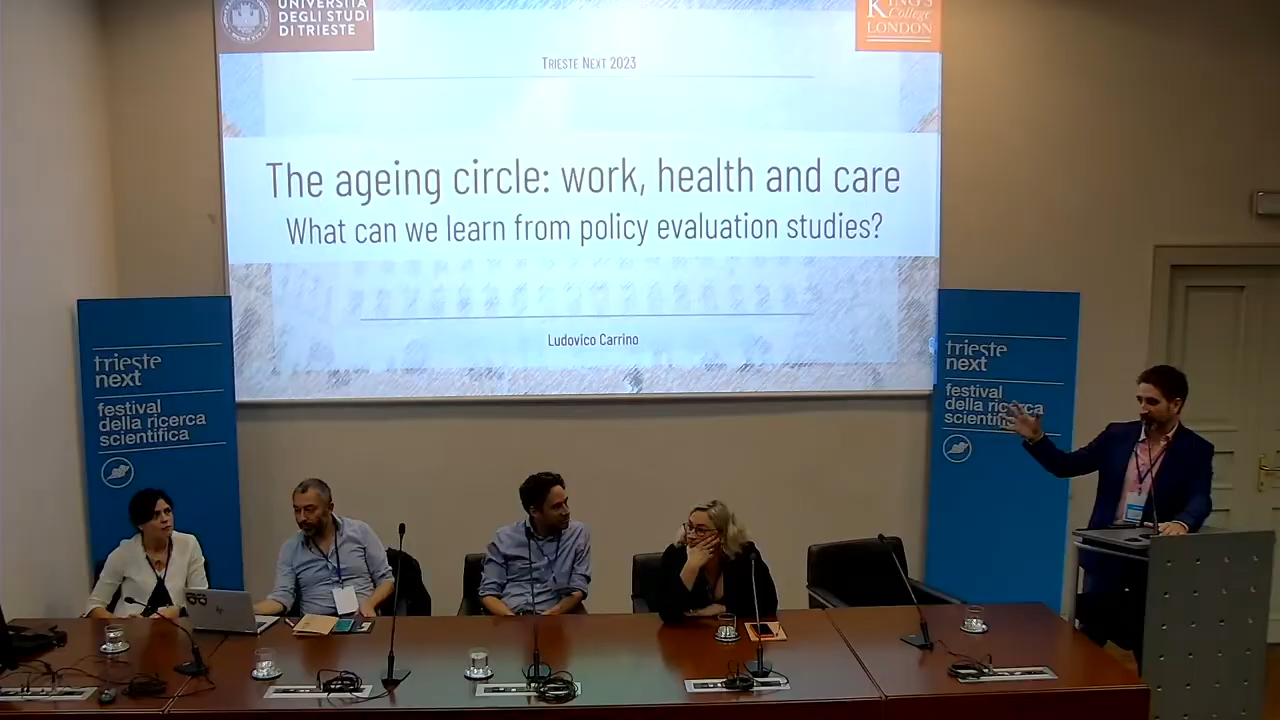 UNIVERSITÀ
DEGLI STUDI
DI TRIESTE
KING'S
College
LONDON
TRIESTE NEXT 2023
The ageing circle: work, health and care
What can we learn from policy evaluation studies?
Ludovico Carrino
trieste
next
festival
della ricerca
scientifica
trieste
next
festival
della ricerca
scientifica